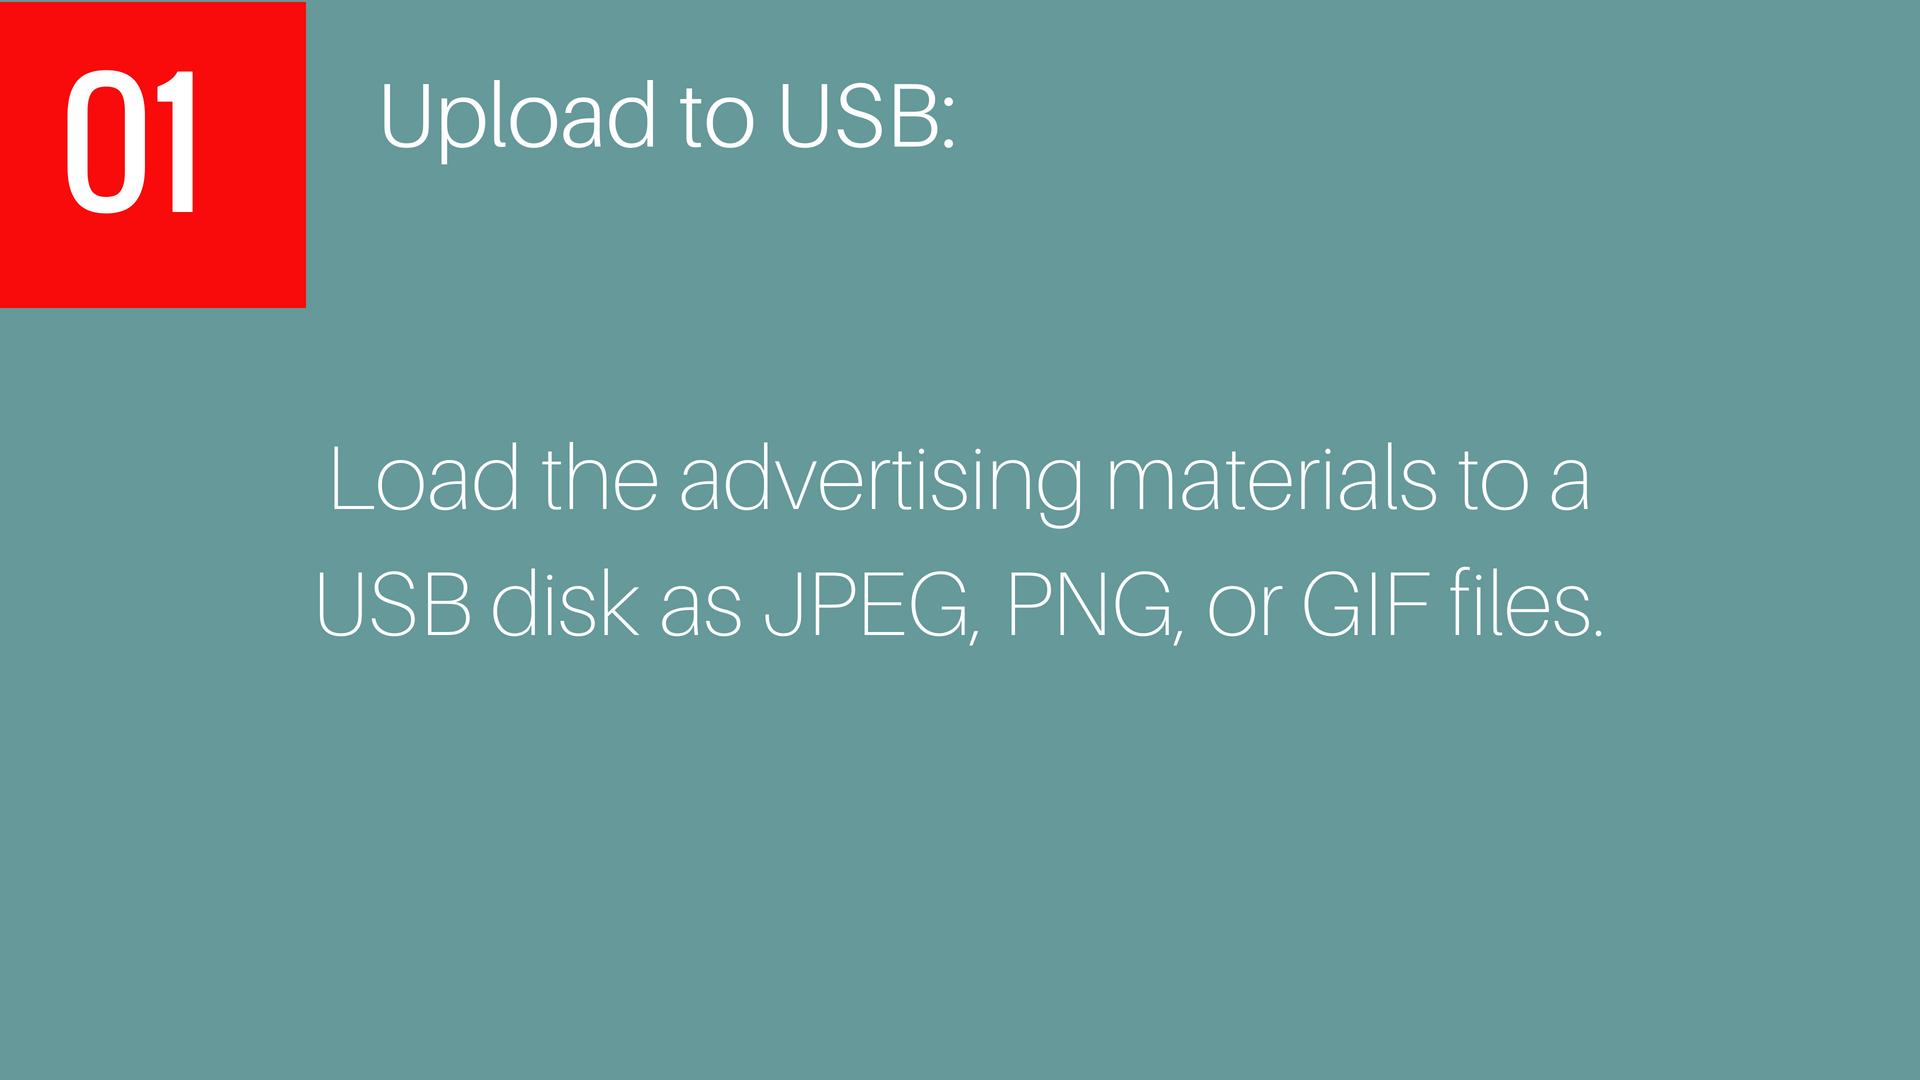 01
Upload to USB:
Load the advertising materials to a
USB disk as JPEG, PNG, or GIF files.